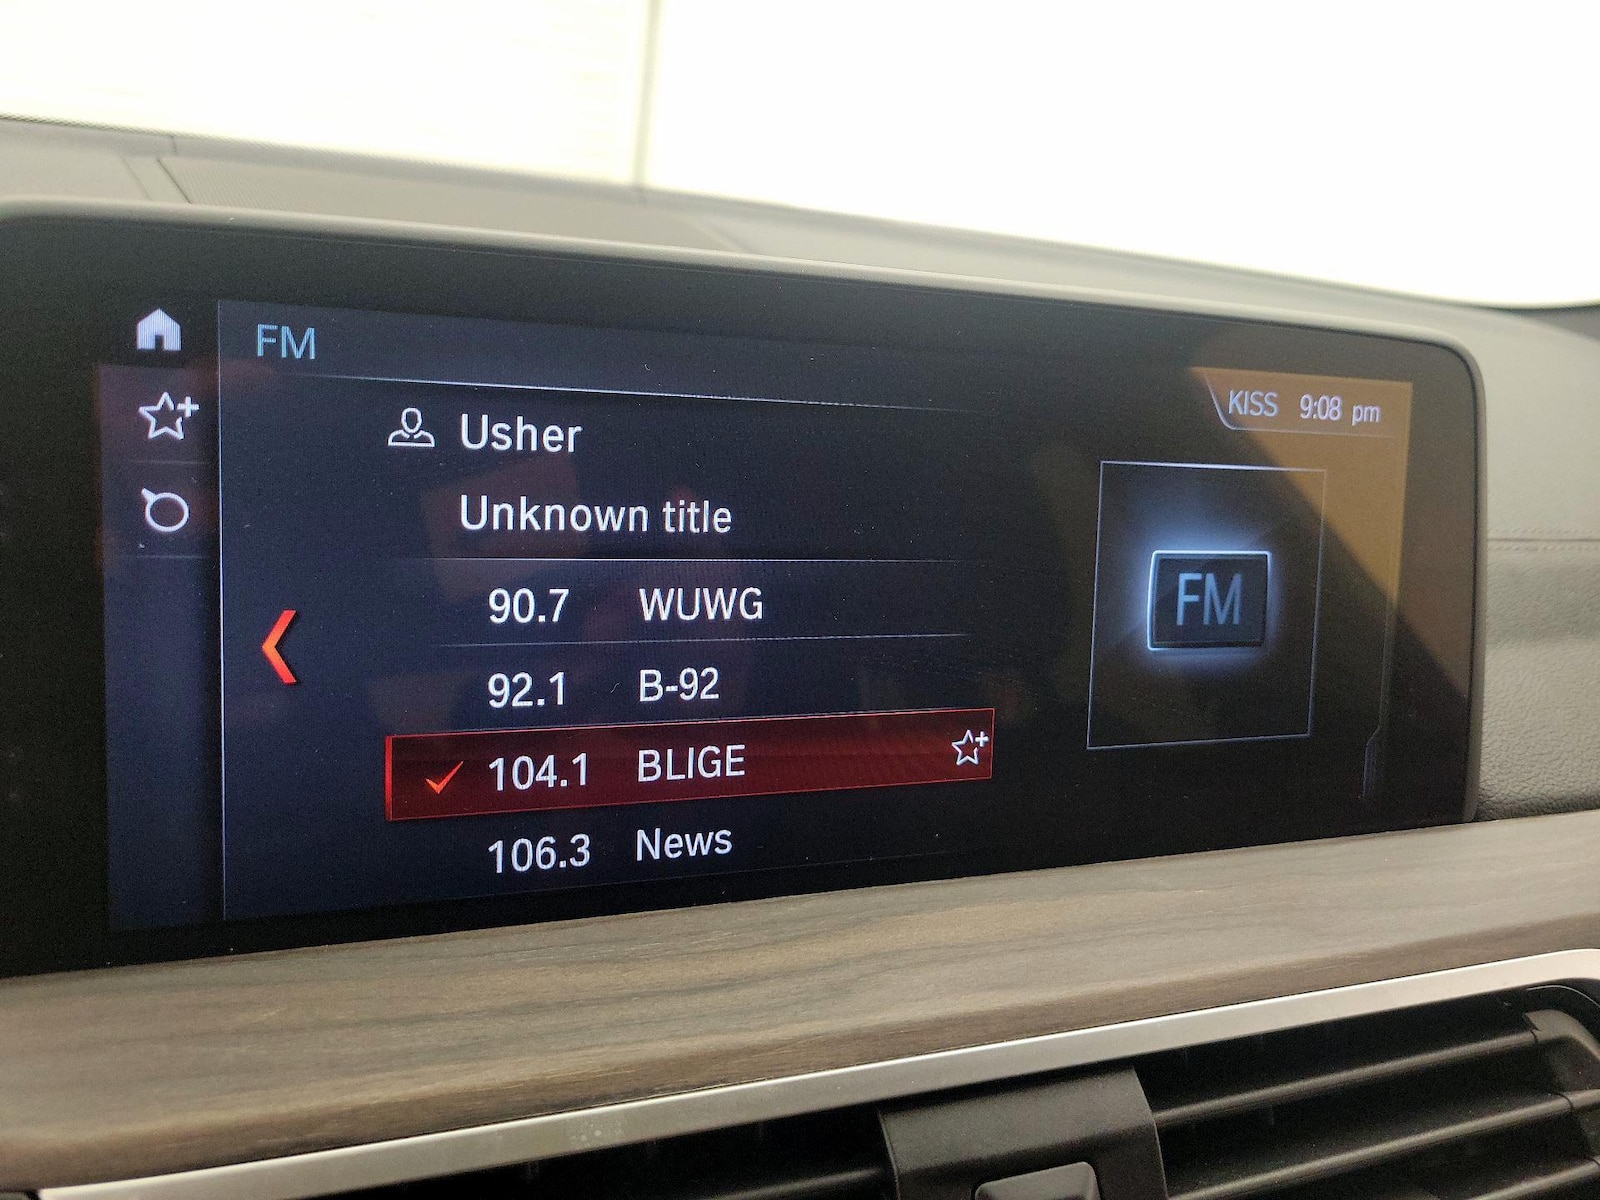 FM
KISS 9:08 pm
Usher
Unknown title
90.7 WUWG
92.1 B-92
104.1 BLIGE
106.3 News
FM